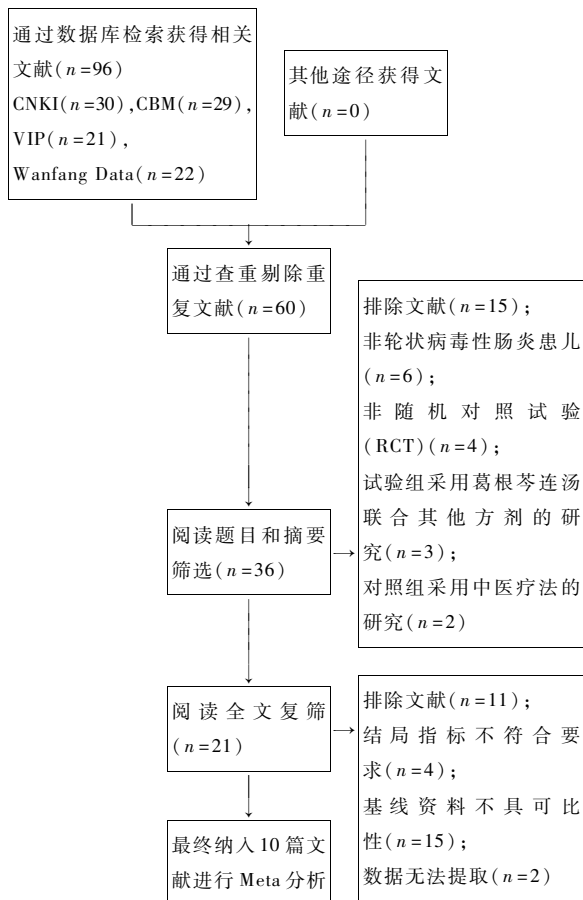 通过数据库检索获得相关
文献(n=96)
CNKI(n=30),CBM(n=29),
VIP(n=21),
Wanfang Data(n=22)
其他途径获得文
献(n=0)
通过查重剔除重
复文献(n=60)
排除文献(n=15);
非轮状病毒性肠炎患儿
(n=6);
非随机对照试验
(RCT)(n=4);
试验组采用葛根芩连汤
联合其他方剂的研
究(n=3);
对照组采用中医疗法的
研究(n=2)
阅读题目和摘要
筛选(n=36)
阅读全文复筛
(n=21)
排除文献(n=11);
结局指标不符合要
求(n=4);
基线资料不具可比
性(n=15);
数据无法提取(n=2)
最终纳入10篇文
献进行Meta分析